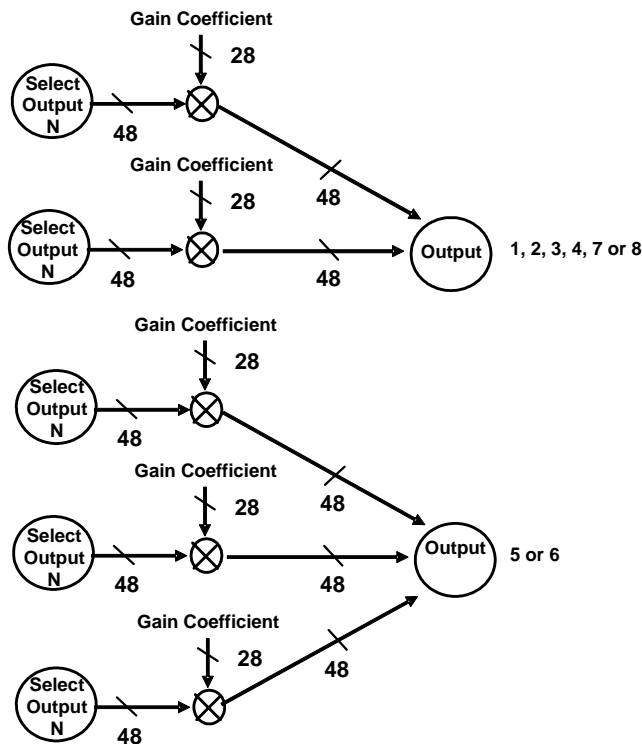 Gain Coefficient
28
Select
Output
N
48
48
Gain Coefficient
28
Select
Output
N
48
48
Output
1, 2, 3, 4, 7 or 8
Gain Coefficient
28
Select
Output
N
48
48
Gain Coefficient
28
Select
Output
N
48
48
Output
5 or 6
Gain Coefficient
28
Select
Output
N
48
48